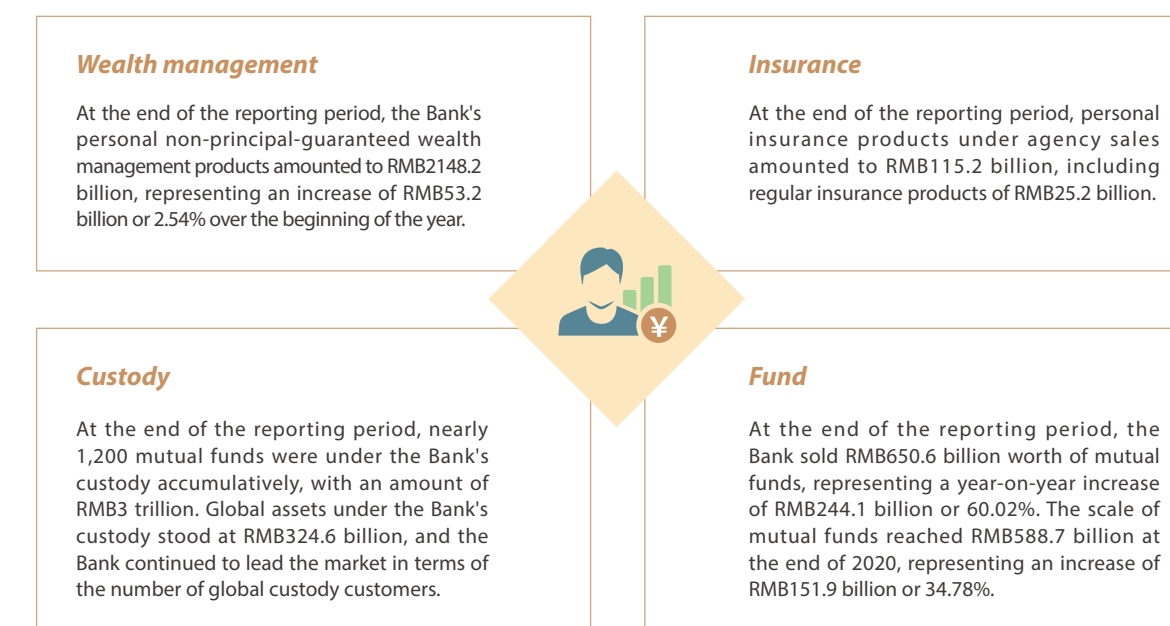 Wealth management
At the end of the reporting period, the Bank's
personal non-principal-guaranteed wealth
management products amounted to RMB2148.2
billion, representing an increase of RMB53.2
billion or 2.54% over the beginning of the year.
Insurance
At the end of the reporting period, personal
insurance products under agency sales
amounted to RMB115.2 billion, including
regular insurance products of RMB25.2 billion.
¥
Custody
At the end of the reporting period, nearly
1,200 mutual funds were under the Bank's
custody accumulatively, with an amount of
RMB3 trillion. Global assets under the Bank's
custody stood at RMB324.6 billion, and the
Bank continued to lead the market in terms of
the number of global custody customers.
Fund
At the end of the reporting period, the
Bank sold RMB650.6 billion worth of mutual
funds, representing a year-on-year increase
of RMB244.1 billion or 60.02%. The scale of
mutual funds reached RMB588.7 billion at
the end of 2020, representing an increase of
RMB151.9 billion or 34.78%.